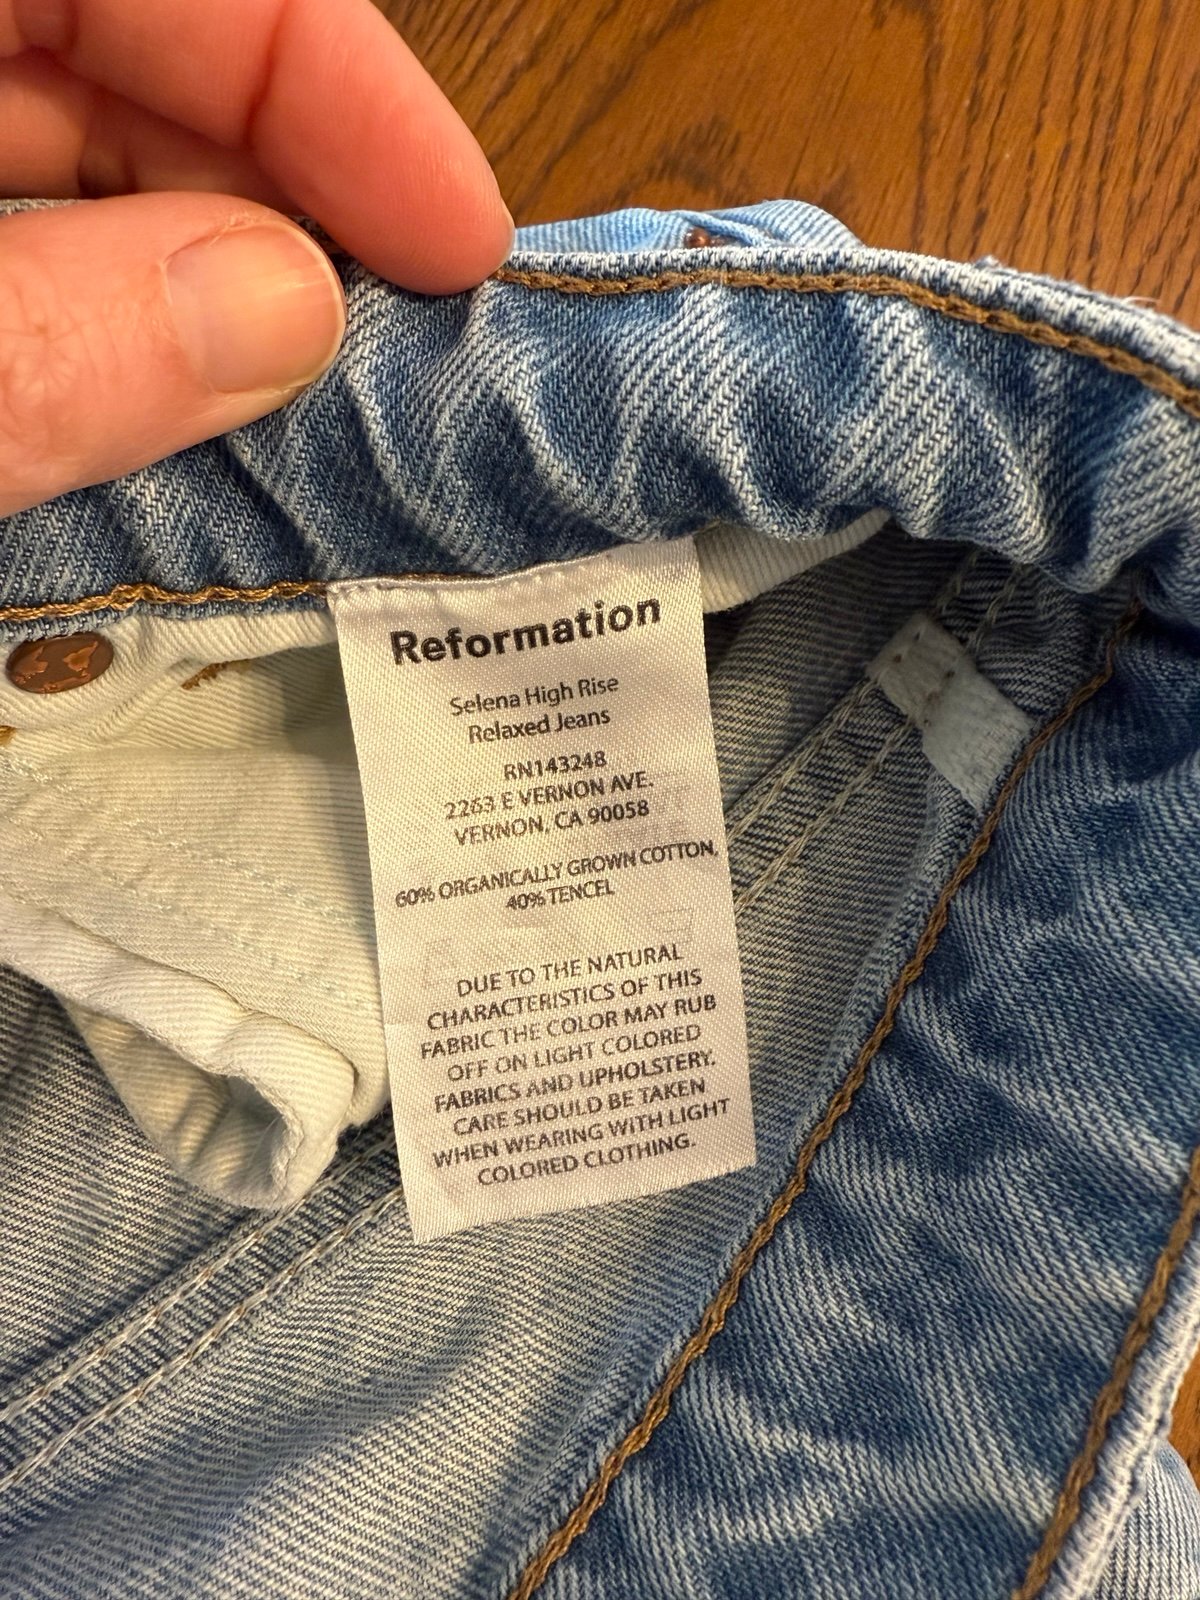 Reformation
Selena High Rise
Relaxed Jeans
RN143248
2263 E VERNON AVE.
VERNON, CA 90058
60% ORGANICALLY GROWN COTTON,
40% TENCEL
DUE TO THE NATURAL
CHARACTERISTICS OF THIS
FABRIC THE COLOR MAY RUB
OFF ON LIGHT COLORED
FABRICS AND UPHOLSTERY.
CARE SHOULD BE TAKEN
WHEN WEARING WITH LIGHT
COLORED CLOTHING.